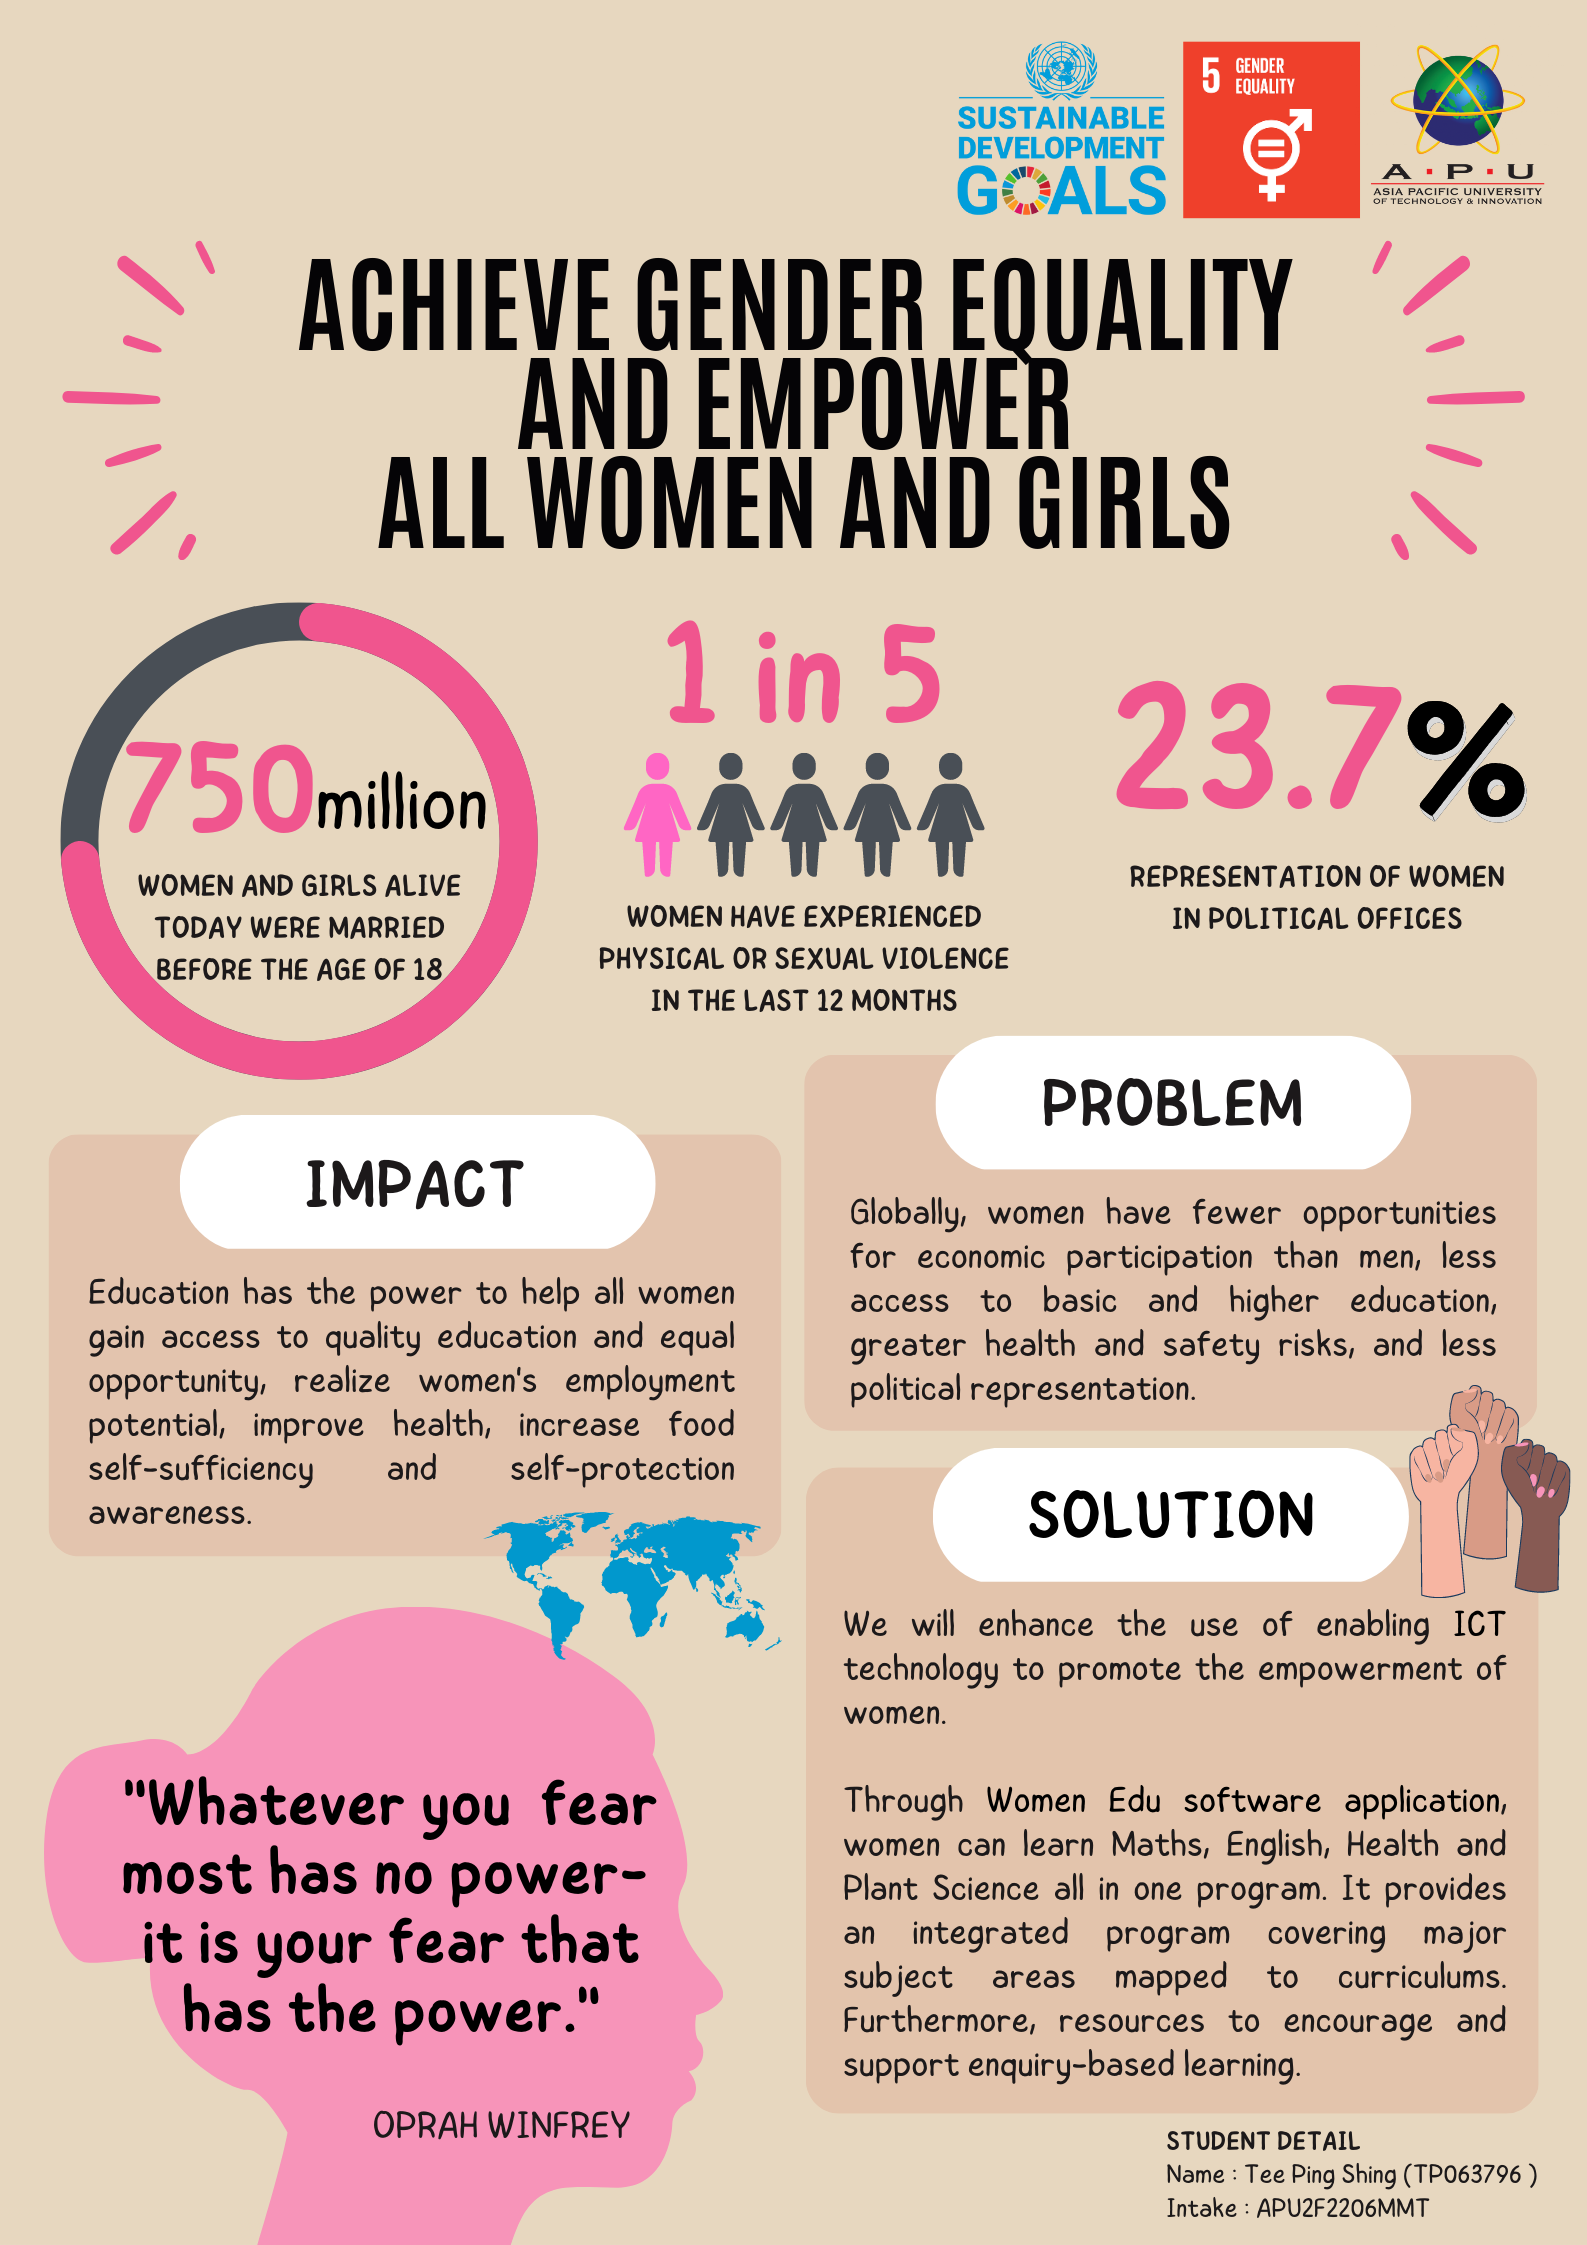 SUSTAINABLE
DEVELOPMENT
GOALS
5 GENDER
EQUALITY
A·P·U
ASIA PACIFIC UNIVERSITY
OF TECHNOLOGY & INNOVATION
ACHIEVE GENDER EQUALITY
AND EMPOWER
ALL WOMEN AND GIRLS
750million
WOMEN AND GIRLS ALIVE
TODAY WERE MARRIED
BEFORE THE AGE OF 18
1 in 5
WOMEN HAVE EXPERIENCED
PHYSICAL OR SEXUAL VIOLENCE
IN THE LAST 12 MONTHS
23.7%
REPRESENTATION OF WOMEN
IN POLITICAL OFFICES
IMPACT
Education has the power to help all women
gain access to quality education and equal
opportunity, realize women's employment
potential, improve health, increase food
self-sufficiency and self-protection
awareness.
PROBLEM
Globally, women have fewer opportunities
for economic participation than men, less
access to basic and higher education,
greater health and safety risks, and less
political representation.
SOLUTION
We will enhance the use of enabling ICT
technology to promote the empowerment of
women.
Through Women Edu software application,
women can learn Maths, English, Health and
Plant Science all in one program. It provides
an integrated program covering major
subject areas mapped to curriculums.
Furthermore, resources to encourage and
support enquiry-based learning.
"Whatever you fear
most has no power-
it is your fear that
has the power."
OPRAH WINFREY
STUDENT DETAIL
Name : Tee Ping Shing (TP063796 )
Intake : APU2F2206MMT